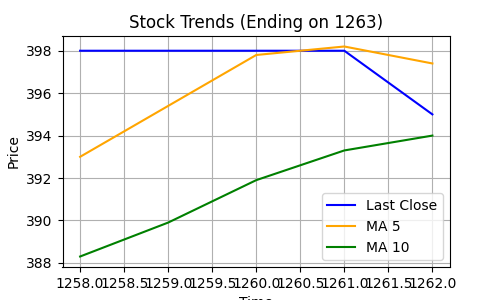 Stock Trends (Ending on 1263)
398
396
394
392
390
388
Price
Last Close
MA 5
MA 10
1258.0 1258.5 1259.0 1259.5 1260.0 1260.5 1261.0 1261.5 1262.0
Time